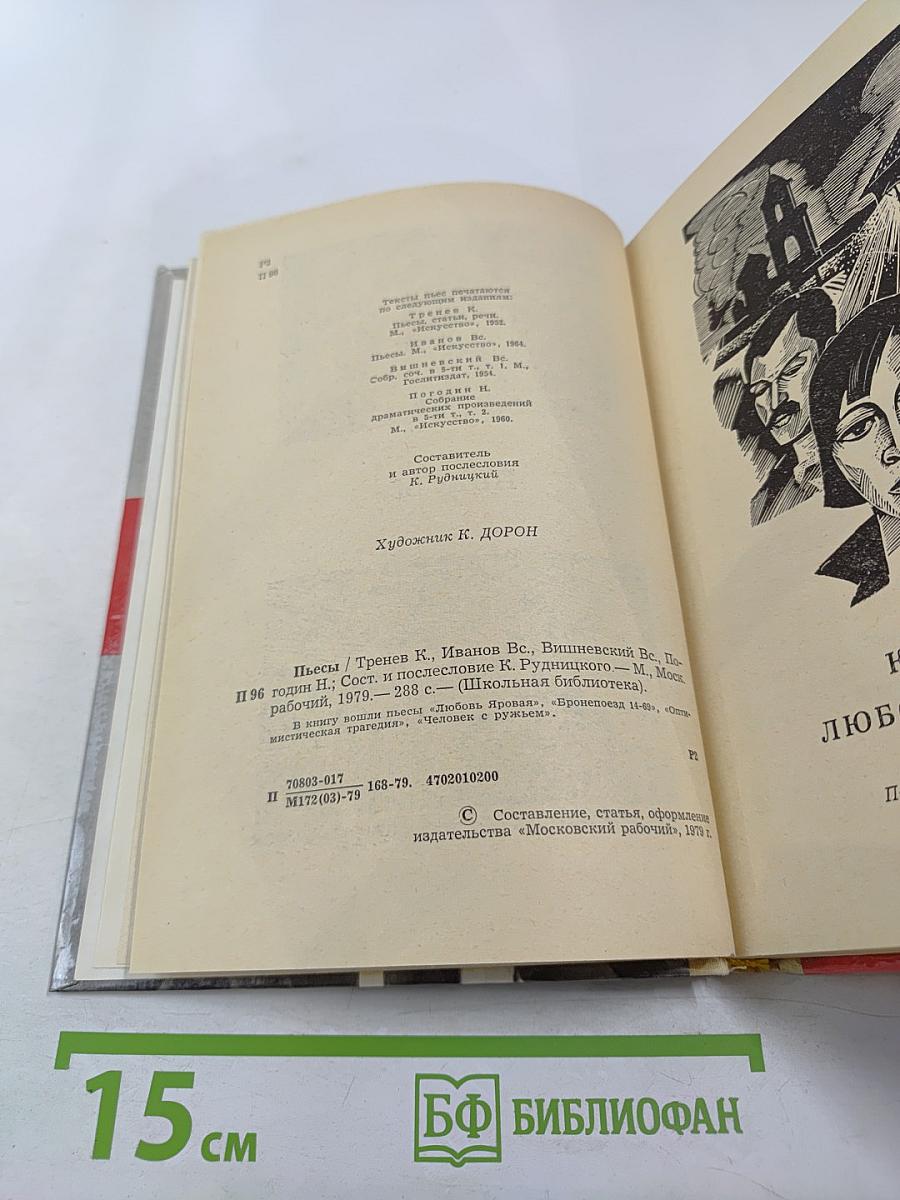 Р2
П 96
Тексты пьес печатаются
по следующим изданиям:
Тренев К.
Пьесы, статьи, речи.
М., «Искусство», 1952.
Иванов Вс.
Пьесы. М., «Искусство», 1964.
Вишневский Вс.
Собр. соч. в 5-ти т., т. 1. М.,
Гослитиздат, 1954.
Погодин Н.
Собрание
драматических произведений
в 5-ти т., т. 2.
М., «Искусство», 1960.
Составитель
и автор послесловия
К. Рудницкий
Художник К. ДОРОН
Пьесы / Тренев К., Иванов Вс., Вишневский Вс., По-
П 96 годин Н.; Сост. и послесловие К. Рудницкого.— М., Моск.
рабочий, 1979.— 288 с.— (Школьная библиотека).
В книгу вошли пьесы «Любовь Яровая», «Бронепоезд 14-69», «Опти-
мистическая трагедия», «Человек с ружьем».
Р2
П 70803-017
М172(03)-79 168-79. 4702010200
© Составление, статья, оформление
издательства «Московский рабочий», 1979 г.
ЛЮБО
15 см
БФ БИБЛИОФАН